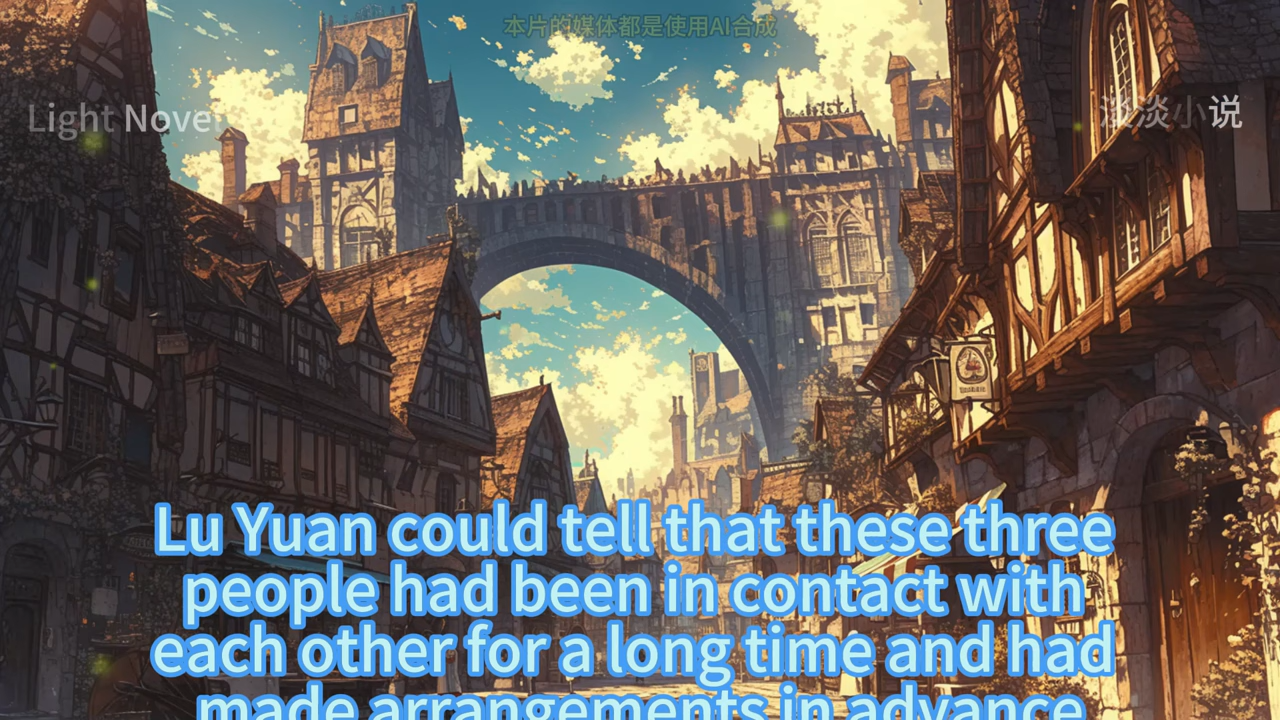 本片的媒体都是使用AI合成
Light Nove
淡淡小说
Lu Yuan could tell that these three
people had been in contact with
each other for a long time and had
made arrangements in advance